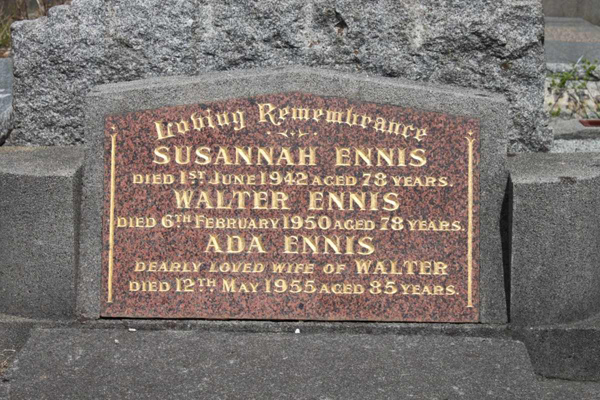 Loving Remembrance
SUSANNAH ENNIS
DIED 1ST JUNE 1942 AGED 78 YEARS.
WALTER ENNIS
DIED 6TH FEBRUARY 1950 AGED 78 YEARS.
ADA ENNIS
DEARLY LOVED WIFE OF WALTER
DIED 12TH MAY 1955 AGED 85 YEARS.